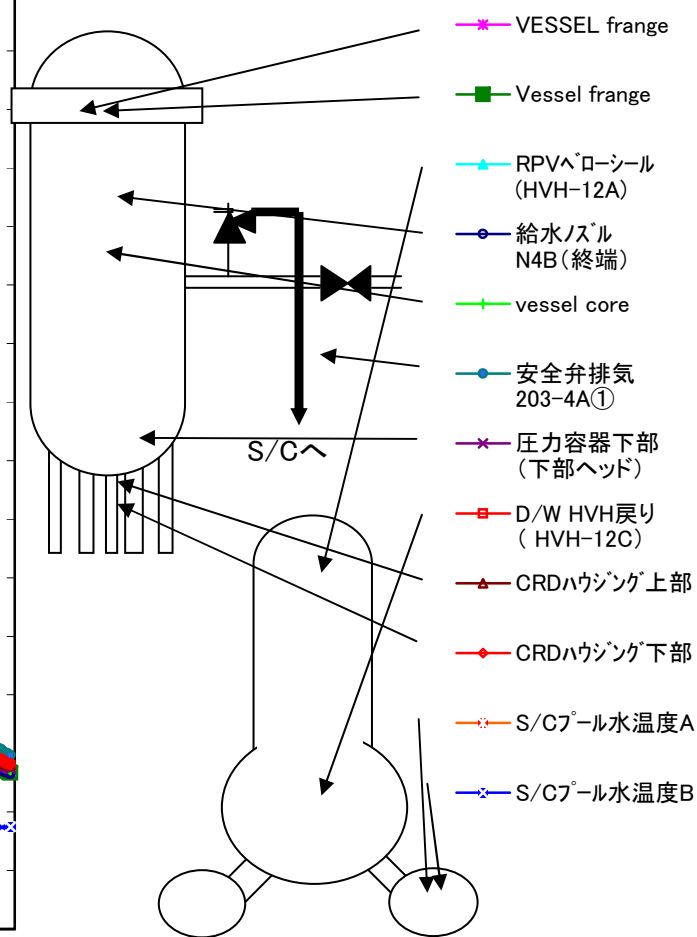 VESSEL frange
Vessel frange
RPVﾍﾞﾛｰｼｰﾙ
(HVH-12A)
給水ﾉｽﾞﾙ
N4B(終端)
vessel core
安全弁排気
203-4A①
圧力容器下部
(下部ヘッド)
S/Cへ
D/W HVH戻り
( HVH-12C)
CRDﾊｳｼﾞﾝｸﾞ上部
CRDﾊｳｼﾞﾝｸﾞ下部
S/Cﾌﾟｰﾙ水温度A
S/Cﾌﾟｰﾙ水温度B